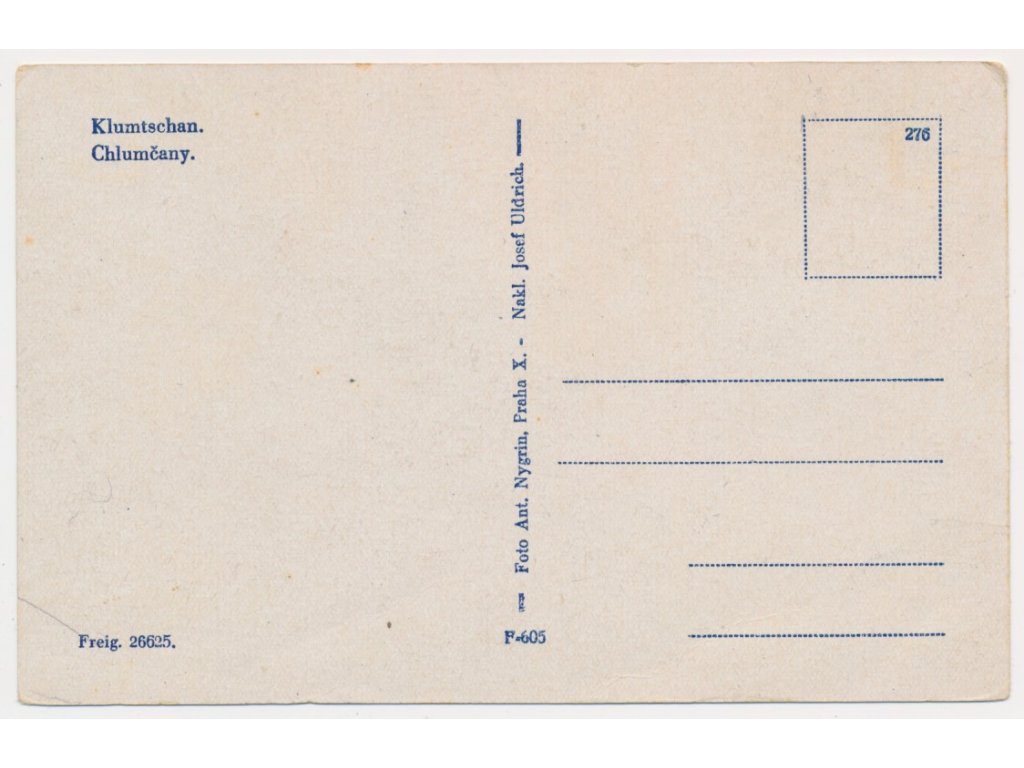 Klumtschan.
Chlumčany.
Foto Ant. Nygrin, Praha X. - Nakl. Josef Uldrich.
276
Freig. 26625.
F-605